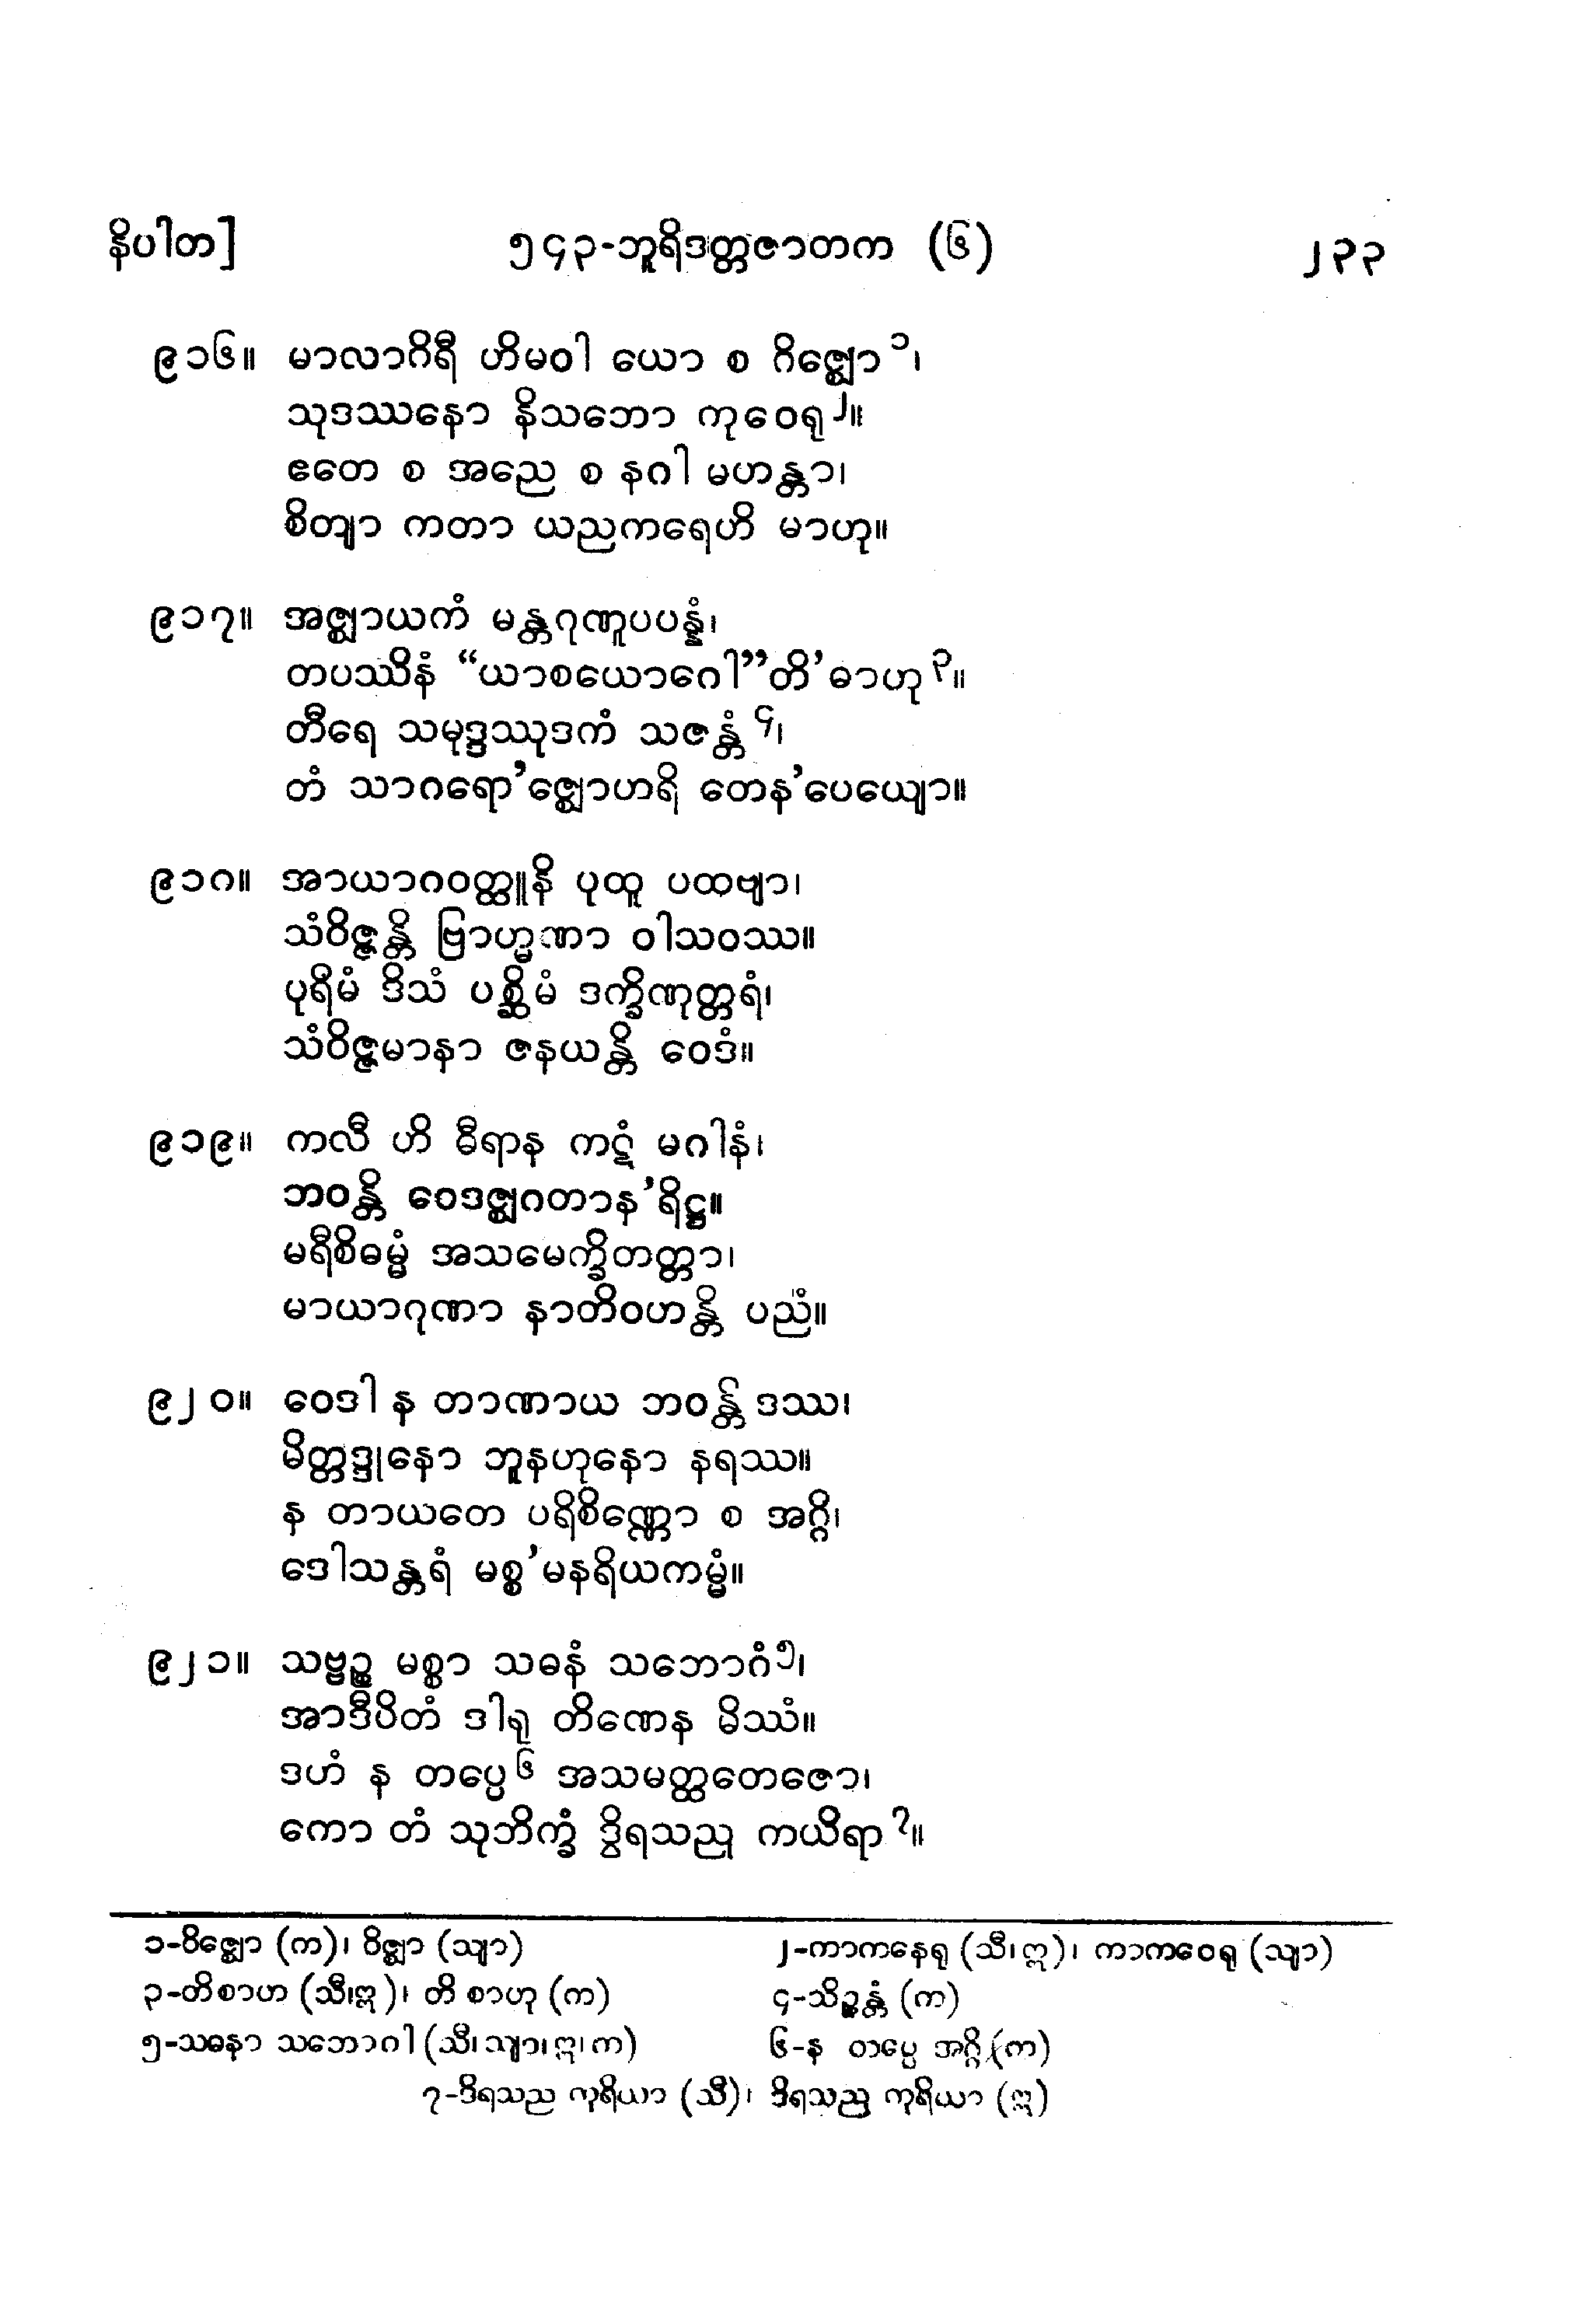 နိပါတ]		၅၄၃-ဘူရိဒတ္တဇာတက (၆)		၂၃၃
၉၁၆။ မာလာဂိရီ ဟိမဝါ ယော စ ဂိဇ္ဈော၁၊
သုဒဿနော နိသဘော ကုဝေရု၂။
ဧတေ စ အညေ စ နဂါ မဟန္တာ၊
စိတျာ ကတာ ယညကရေဟိ မာဟု။
၉၁၇။ အဇ္ဈာယကံ မန္တဂုဏူပပန္နံ၊
တပဿိနံ “ယာစယောဂေါ”တိ’ဓာဟု၃။
တီရေ သမုဒ္ဒဿုဒကံ သဇန္တံ၄၊
တံ သာဂရော’ဇ္ဈောဟရိ တေန’ပေယျော။
၉၁၈။ အာယာဂဝတ္ထူနိ ပုထူ ပထဗျာ၊
သံဝိဇ္ဇန္တိ ဗြာဟ္မဏာ ဝါသဝဿ။
ပုရိမံ ဒိသံ ပစ္ဆိမံ ဒက္ခိဏုတ္တရံ၊
သံဝိဇ္ဇမာနာ ဇနယန္တိ ဝေဒံ။
၉၁၉။ ကလီ ဟိ ဓီရာန ကဋံ မဂါနံ၊
ဘဝန္တိ ဝေဒဇ္ဈဂတာန’ရိဋ္ဌ။
မရီစိဓမ္မံ အသမေက္ခိတတ္တာ၊
မာယာဂုဏာ နာတိဝဟန္တိ ပညံ။
၉၂၀။ ဝေဒါ န တာဏာယ ဘဝန္တိ ဒဿ၊
မိတ္တဒ္ဒုနော ဘူနဟုနော နရဿ။
န တာယတေ ပရိစိဏ္ဏော စ အဂ္ဂိ၊
ဒေါသန္တရံ မစ္စ’မနရိယကမ္မံ။
၉၂၁။ သဗ္ဗဉ္စ မစ္စာ သဓနံ သဘောဂံ၅၊
အာဒီပိတံ ဒါရု တိဏေန မိဿံ။
ဒဟံ န တပ္ပေ၆ အသမတ္ထတေဇော၊
ကော တံ သုဘိက္ခံ ဒွိရသညု ကယိရာ၇။
၁-ဝိဇ္ဈော (က)၊ ဝိဇ္ဈာ (သျာ)	၂-ကာကနေရု (သီ၊ဣ)၊ ကာကဝေရု (သျာ)
၃-တိစာဟ (သီ၊ဣ)၊ တိ စာဟု (က)	၄-သိဉ္စန္တံ (က)
၅-သဓနာ သဘောဂါ (သီ၊ သျာ၊ ဣ၊ က)	၆-န တပ္ပေ အဂ္ဂိ (က)
၇-ဒိရသည ကုရိယာ (သီ)၊ ဒိရသညု ကုရိယာ (ဣ)